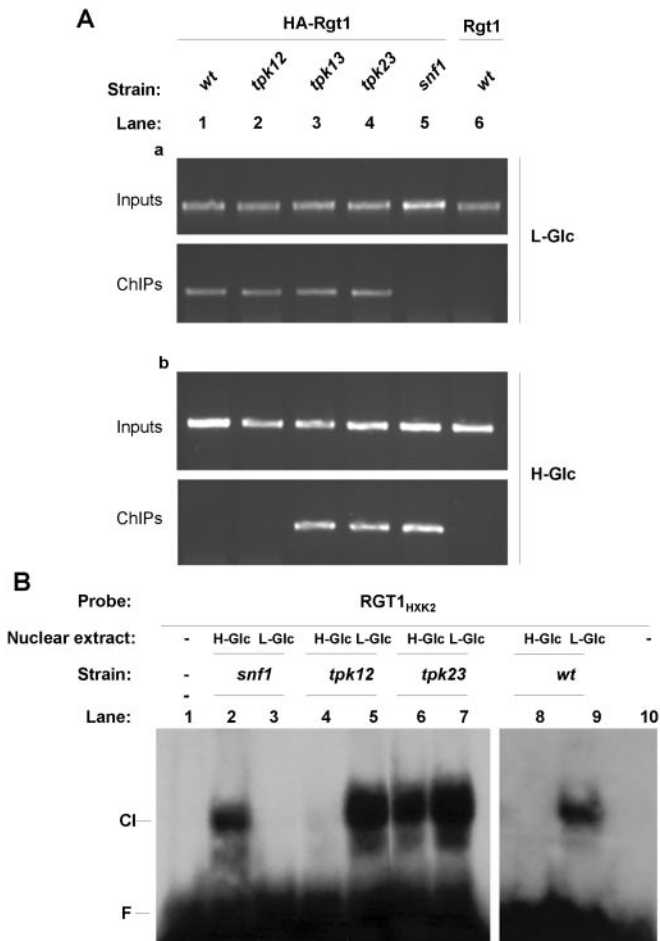 A
HA-Rgt1 Rgt1
Strain: wt tpk12 tpk13 tpk23 snf1 wt
Lane: 1 2 3 4 5 6
a
Inputs
L-Glc
ChIPs
b
Inputs
H-Glc
ChIPs
B
Probe: RGT1HXK2
Nuclear extract: - H-Glc L-Glc H-Glc L-Glc H-Glc L-Glc H-Glc L-Glc -
Strain: - snf1 tpk12 tpk23 wt
-
Lane: 1 2 3 4 5 6 7 8 9 10
CI
F